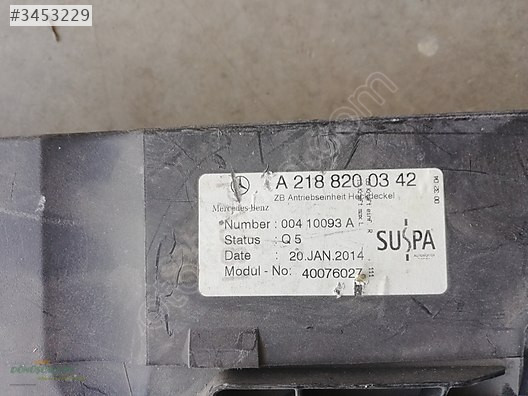 #3453229
A 218 820 03 42
ZB Antriebseinheit Heckdeckel
Mercedes-Benz
Number : 004 10093 A
Status : Q 5
Date : 20.JAN.2014
Modul - No: 40076027
SUSPA